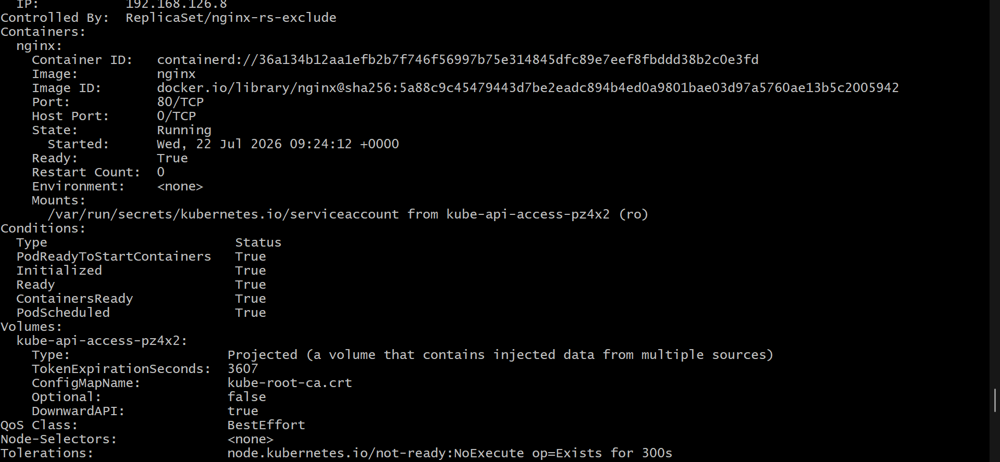 IP:           192.168.126.8
Controlled By:  ReplicaSet/nginx-rs-exclude
Containers:
  nginx:
    Container ID:   containerd://36a134b12aa1efb2b7f746f56997b75e314845dfc89e7eef8fbddd38b2c0e3fd
    Image:          nginx
    Image ID:       docker.io/library/nginx@sha256:5a88c9c45479443d7be2eadc894b4ed0a9801bae03d97a5760ae13b5c2005942
    Port:           80/TCP
    Host Port:      0/TCP
    State:          Running
      Started:      Wed, 22 Jul 2026 09:24:12 +0000
    Ready:          True
    Restart Count:  0
    Environment:    <none>
    Mounts:
      /var/run/secrets/kubernetes.io/serviceaccount from kube-api-access-pz4x2 (ro)
Conditions:
  Type                        Status
  PodReadyToStartContainers   True
  Initialized                 True
  Ready                       True
  ContainersReady             True
  PodScheduled                True
Volumes:
  kube-api-access-pz4x2:
    Type:                    Projected (a volume that contains injected data from multiple sources)
    TokenExpirationSeconds:  3607
    ConfigMapName:           kube-root-ca.crt
    Optional:                false
    DownwardAPI:             true
QoS Class:                   BestEffort
Node-Selectors:              <none>
Tolerations:                 node.kubernetes.io/not-ready:NoExecute op=Exists for 300s